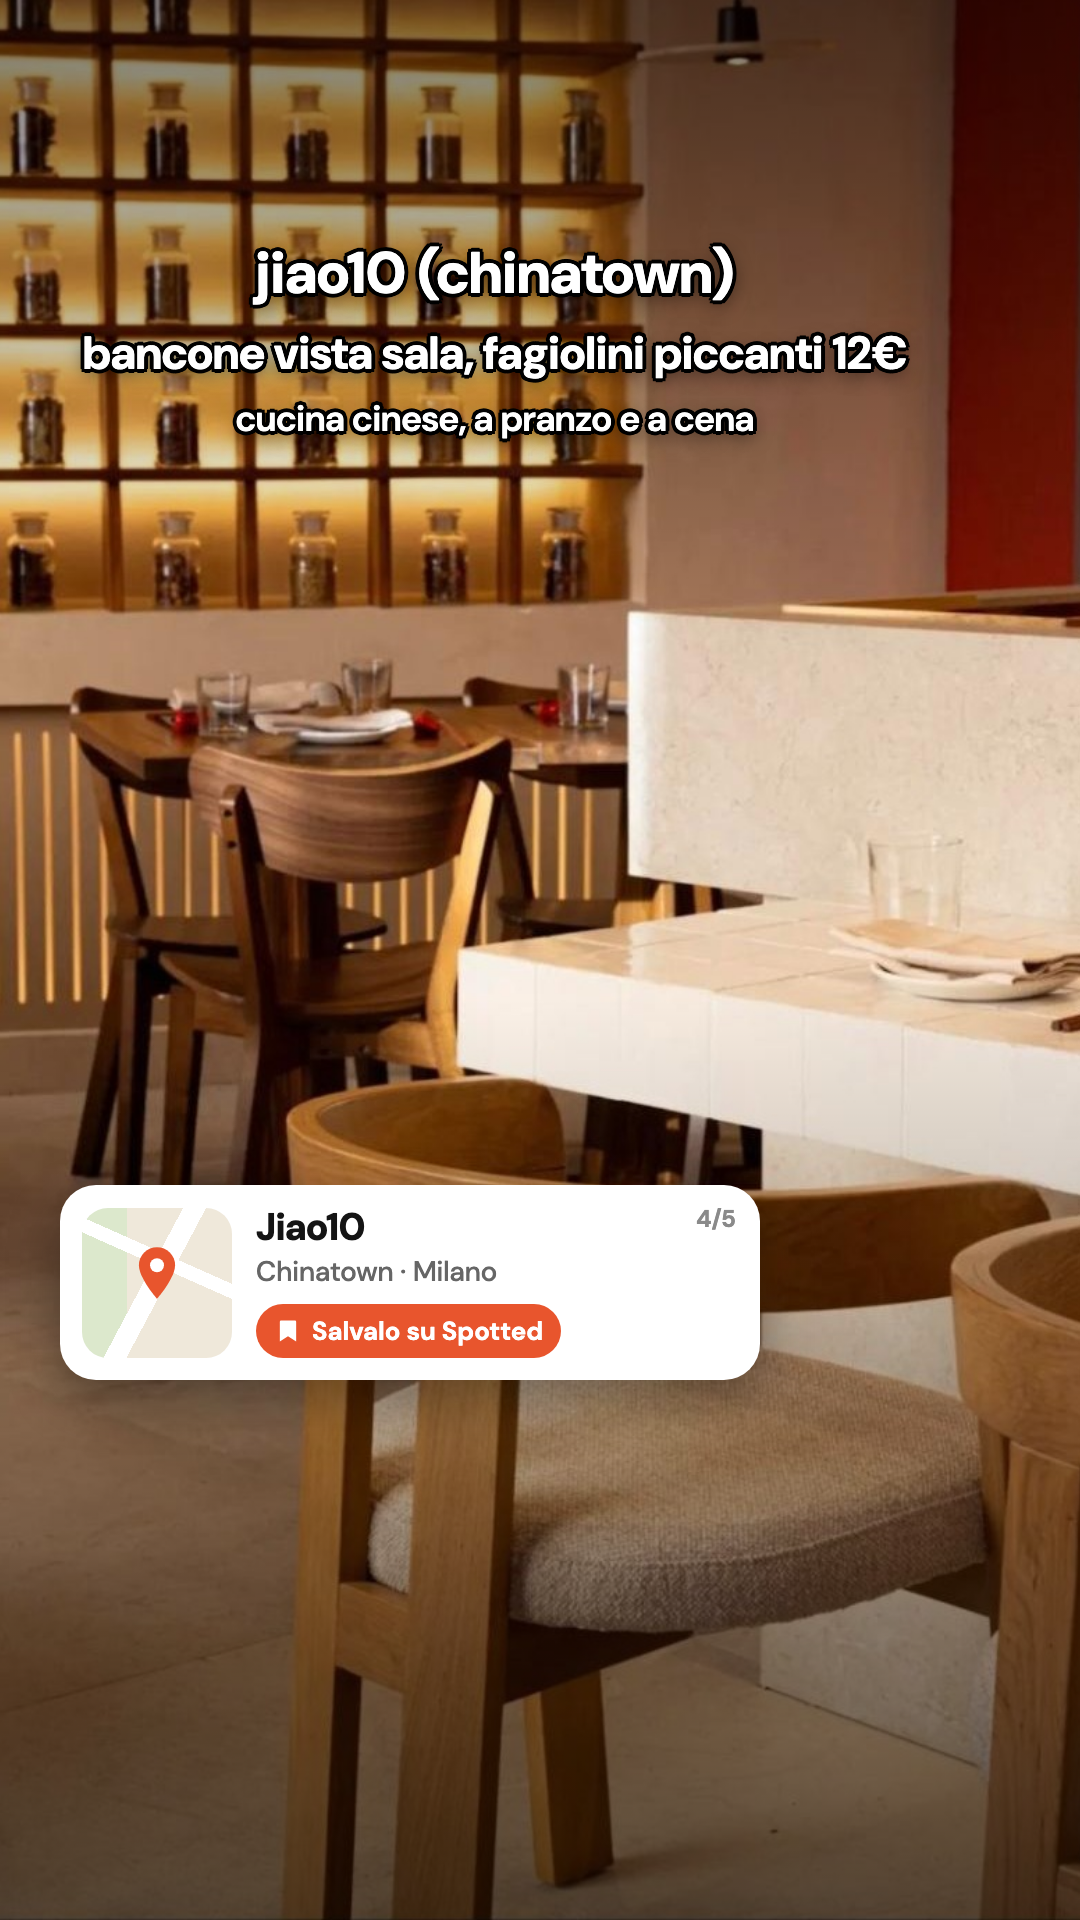 jiao10 (chinatown)
bancone vista sala, fagiolini piccanti 12€
cucina cinese, a pranzo e a cena
Jiao10
4/5
Chinatown · Milano
Salvalo su Spotted